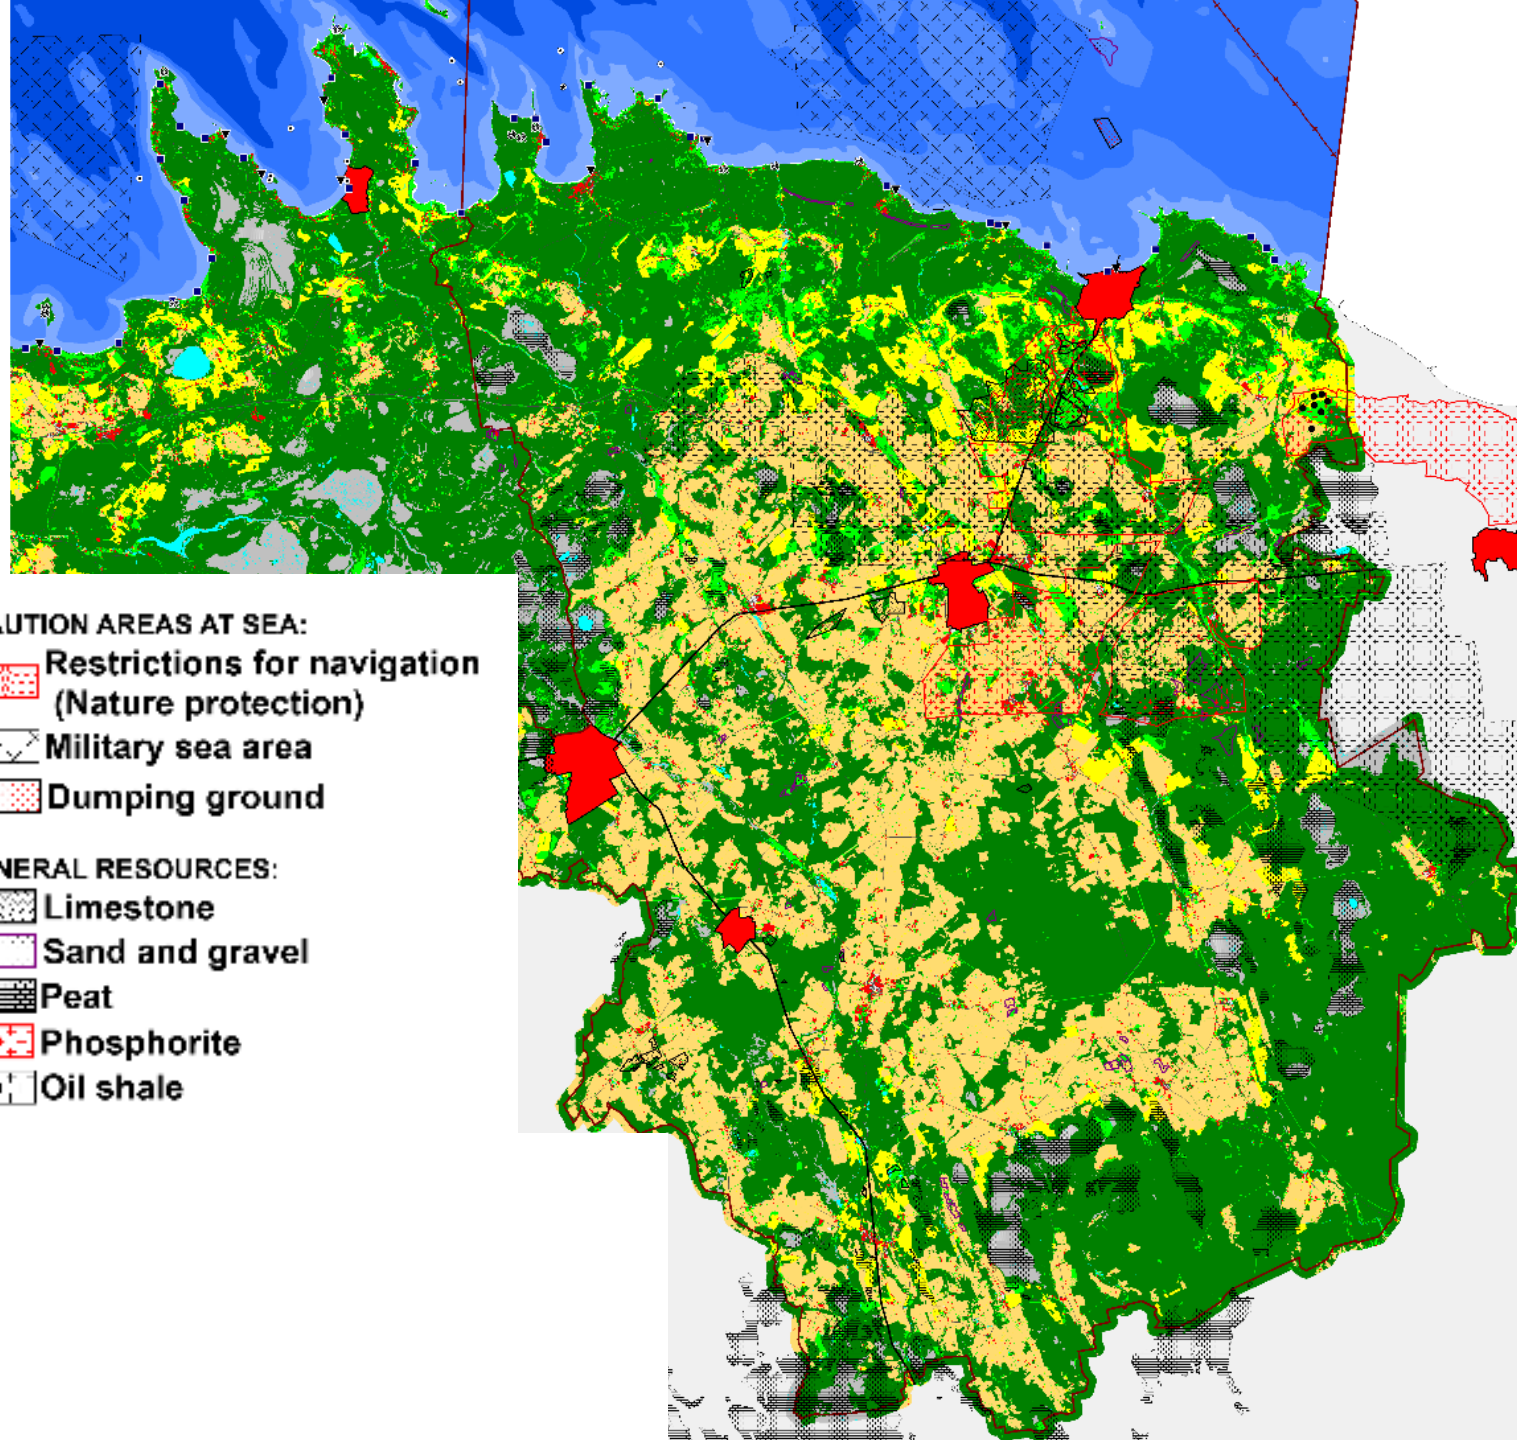 AUTION AREAS AT SEA:
Restrictions for navigation
(Nature protection)
Military sea area
Dumping ground
NERAL RESOURCES:
Limestone
Sand and gravel
Peat
Phosphorite
Oil shale